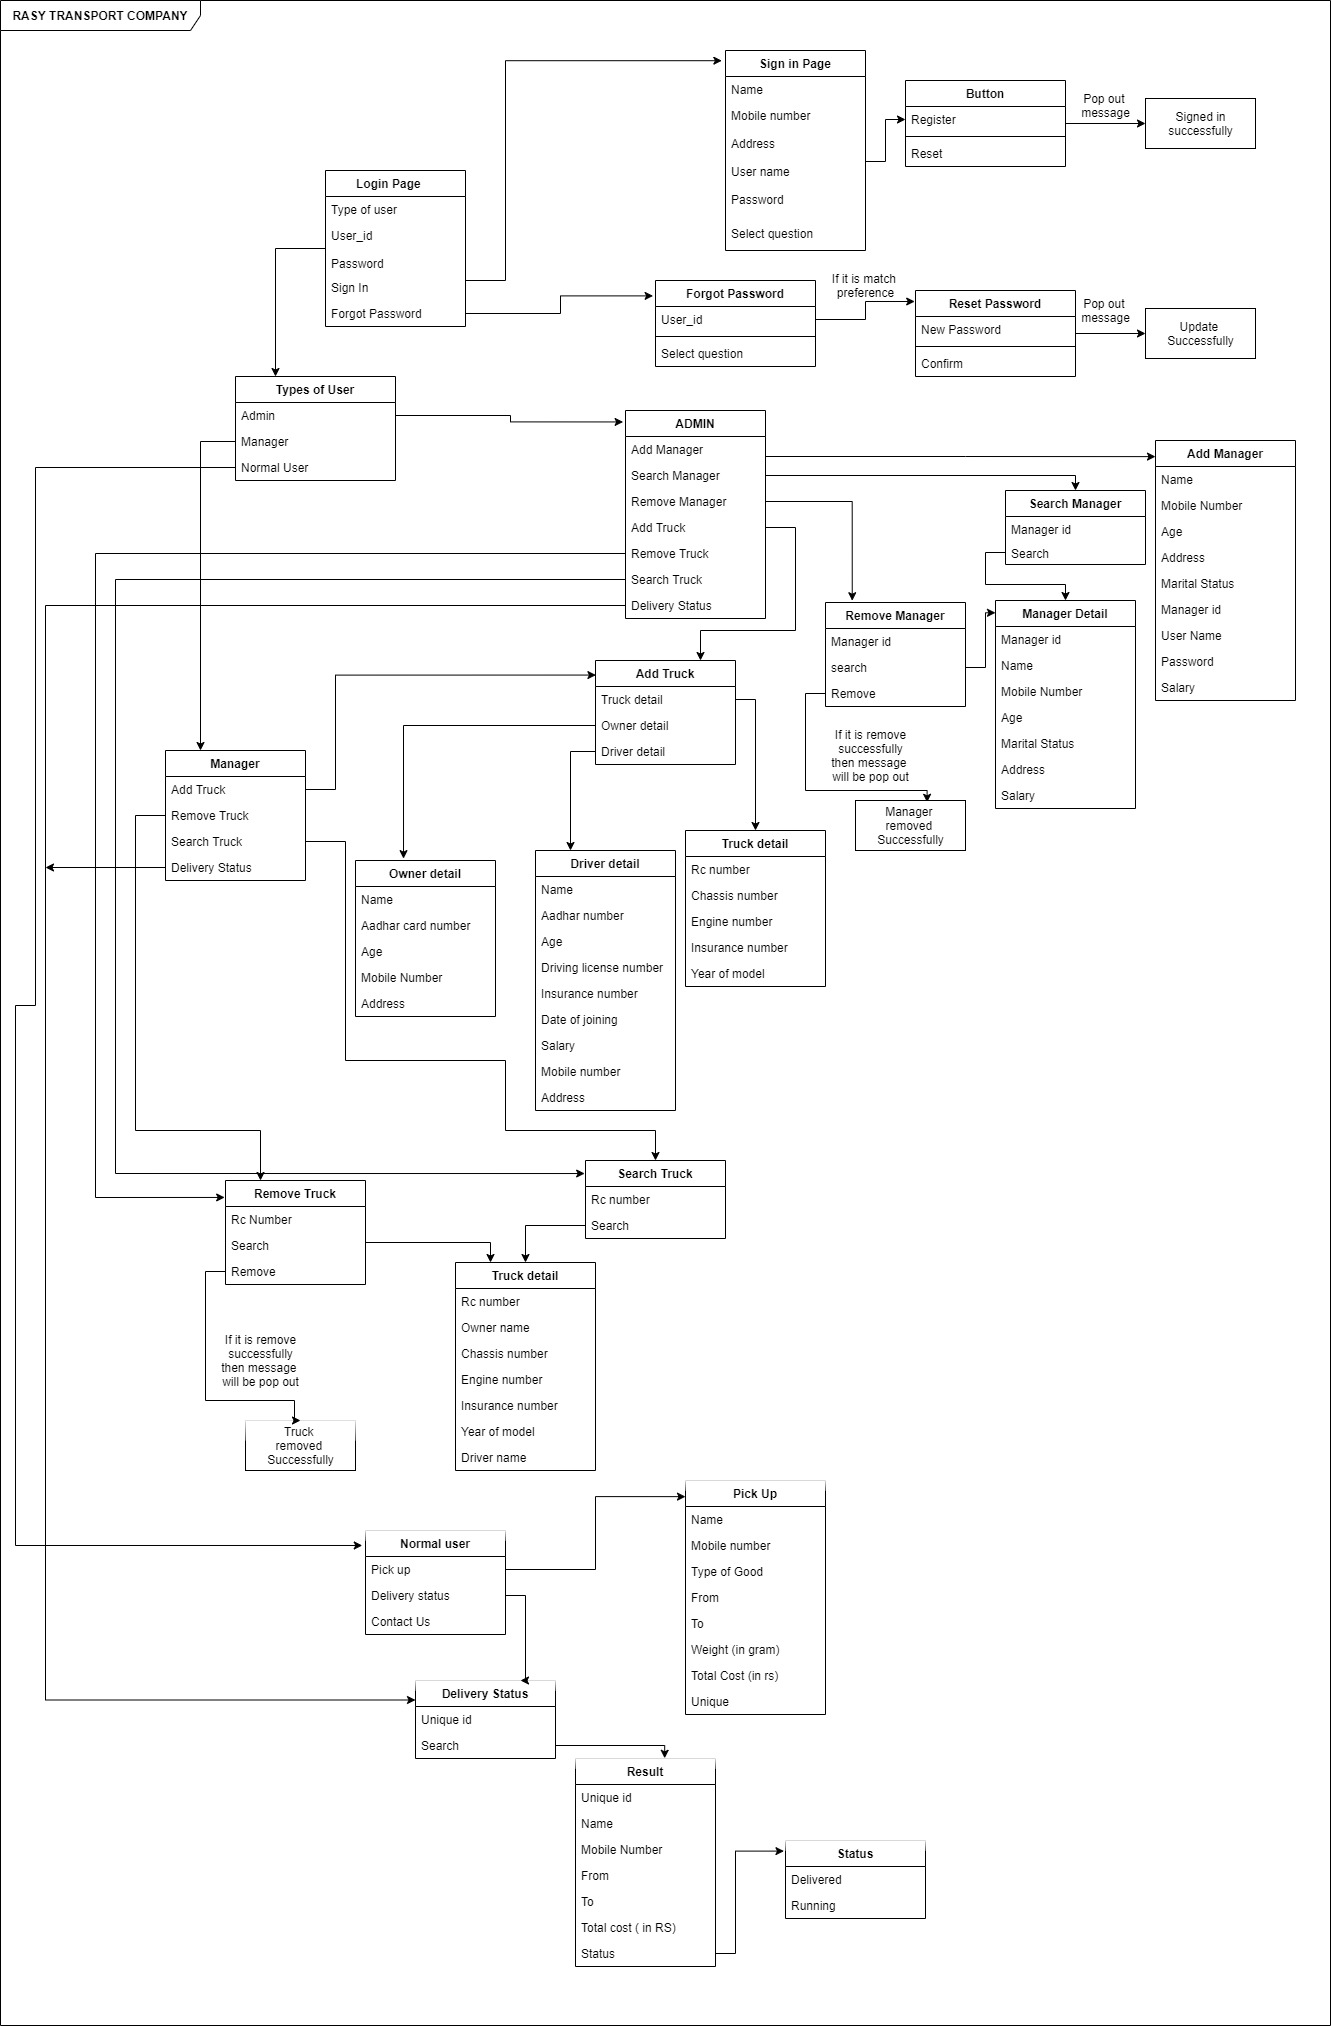 RASY TRANSPORT COMPANY
Sign in Page
Name
Mobile number
Address
User name
Password
Select question
Button
Register
Reset
Pop out
message
Signed in
successfully
Login Page
Type of user
User_id
Password
Sign In
Forgot Password
Forgot Password
User_id
Select question
If it is match
preference
Reset Password
New Password
Confirm
Pop out
message
Update
Successfully
Types of User
Admin
Manager
Normal User
ADMIN
Add Manager
Search Manager
Remove Manager
Add Truck
Remove Truck
Search Truck
Delivery Status
Add Manager
Name
Mobile Number
Age
Address
Marital Status
Manager id
User Name
Password
Salary
Search Manager
Manager id
Search
Remove Manager
Manager id
search
Remove
Manager Detail
Manager id
Name
Mobile Number
Age
Marital Status
Address
Salary
If it is remove
successfully
then message
will be pop out
Manager
removed
Successfully
Add Truck
Truck detail
Owner detail
Driver detail
Manager
Add Truck
Remove Truck
Search Truck
Delivery Status
Owner detail
Name
Aadhar card number
Age
Mobile Number
Address
Driver detail
Name
Aadhar number
Age
Driving license number
Insurance number
Date of joining
Salary
Mobile number
Address
Truck detail
Rc number
Chassis number
Engine number
Insurance number
Year of model
Search Truck
Rc number
Search
Remove Truck
Rc Number
Search
Remove
If it is remove
successfully
then message
will be pop out
Truck
removed
Successfully
Truck detail
Rc number
Owner name
Chassis number
Engine number
Insurance number
Year of model
Driver name
Pick Up
Name
Mobile number
Type of Good
From
To
Weight (in gram)
Total Cost (in rs)
Unique
Normal user
Pick up
Delivery status
Contact Us
Delivery Status
Unique id
Search
Result
Unique id
Name
Mobile Number
From
To
Total cost ( in RS)
Status
Status
Delivered
Running